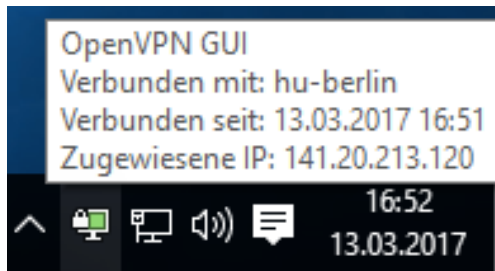 OpenVPN GUI
Verbunden mit: hu-berlin
Verbunden seit: 13.03.2017 16:51
Zugewiesene IP: 141.20.213.120
16:52
13.03.2017